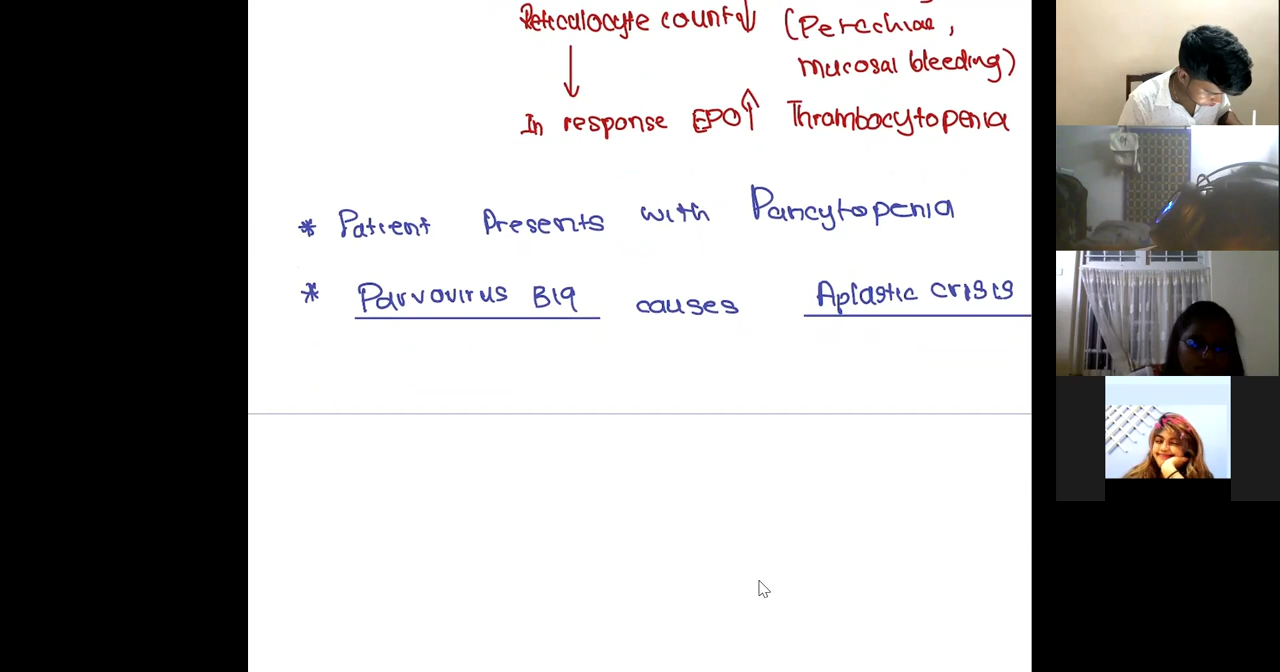 Reticulocyte count↓ (Petechiae,
mucosal bleeding)
↓
In response EPO↑ Thrombocytopenia
* Patient Presents with Pancytopenia
* Parvovirus B19 causes Aplastic crisis